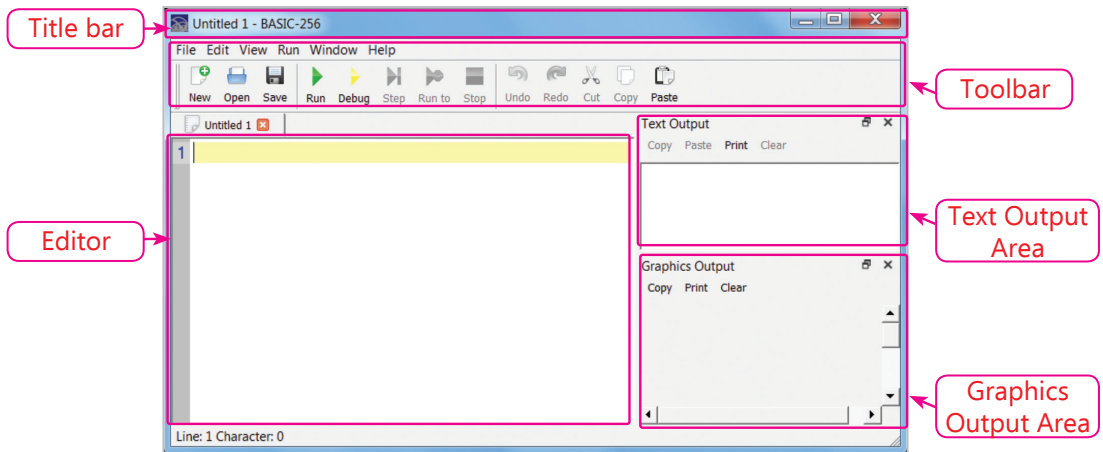 Title bar
Untitled 1 - BASIC-256
File Edit View Run Window Help
New Open Save Run Debug Step Run to Stop Undo Redo Cut Copy Paste
Toolbar
Untitled 1
Text Output
Copy Paste Print Clear
1
Text Output
Area
Editor
Graphics Output
Copy Print Clear
Graphics
Output Area
Line: 1 Character: 0